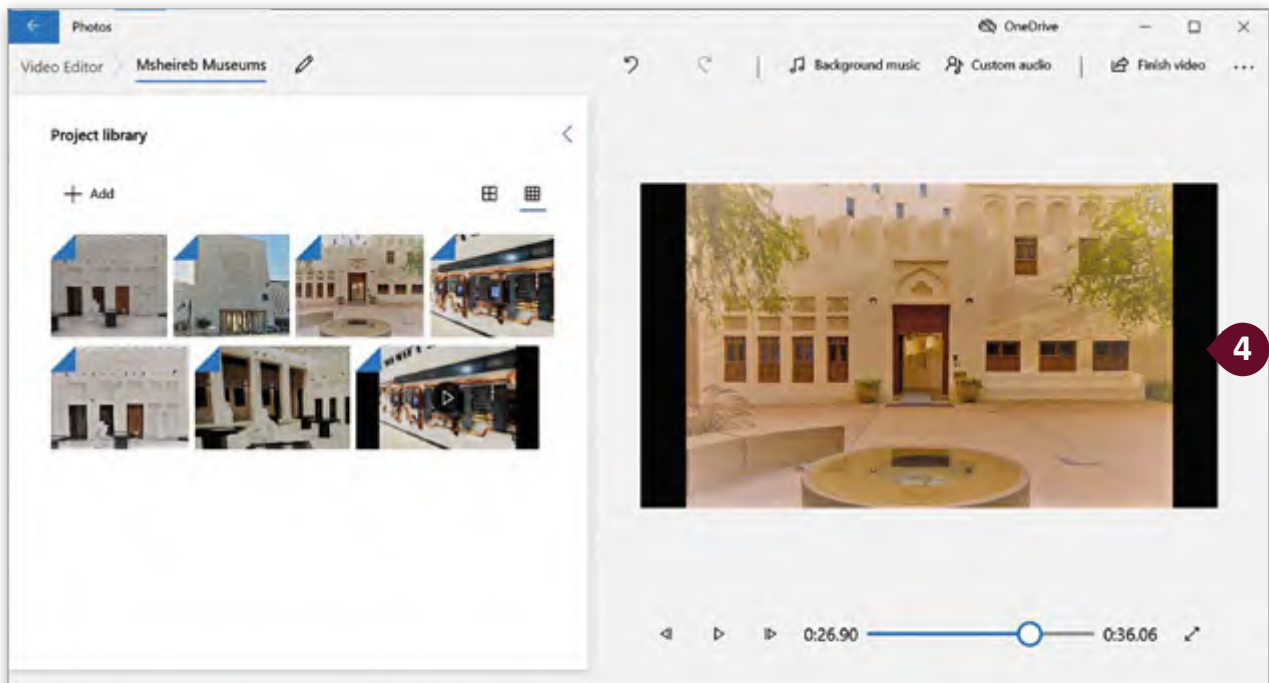 Photos
OneDrive
Video Editor
Msheireb Museums
Background music
Custom audio
Finish video
Project library
Add
4
0:26.90
0:36.06